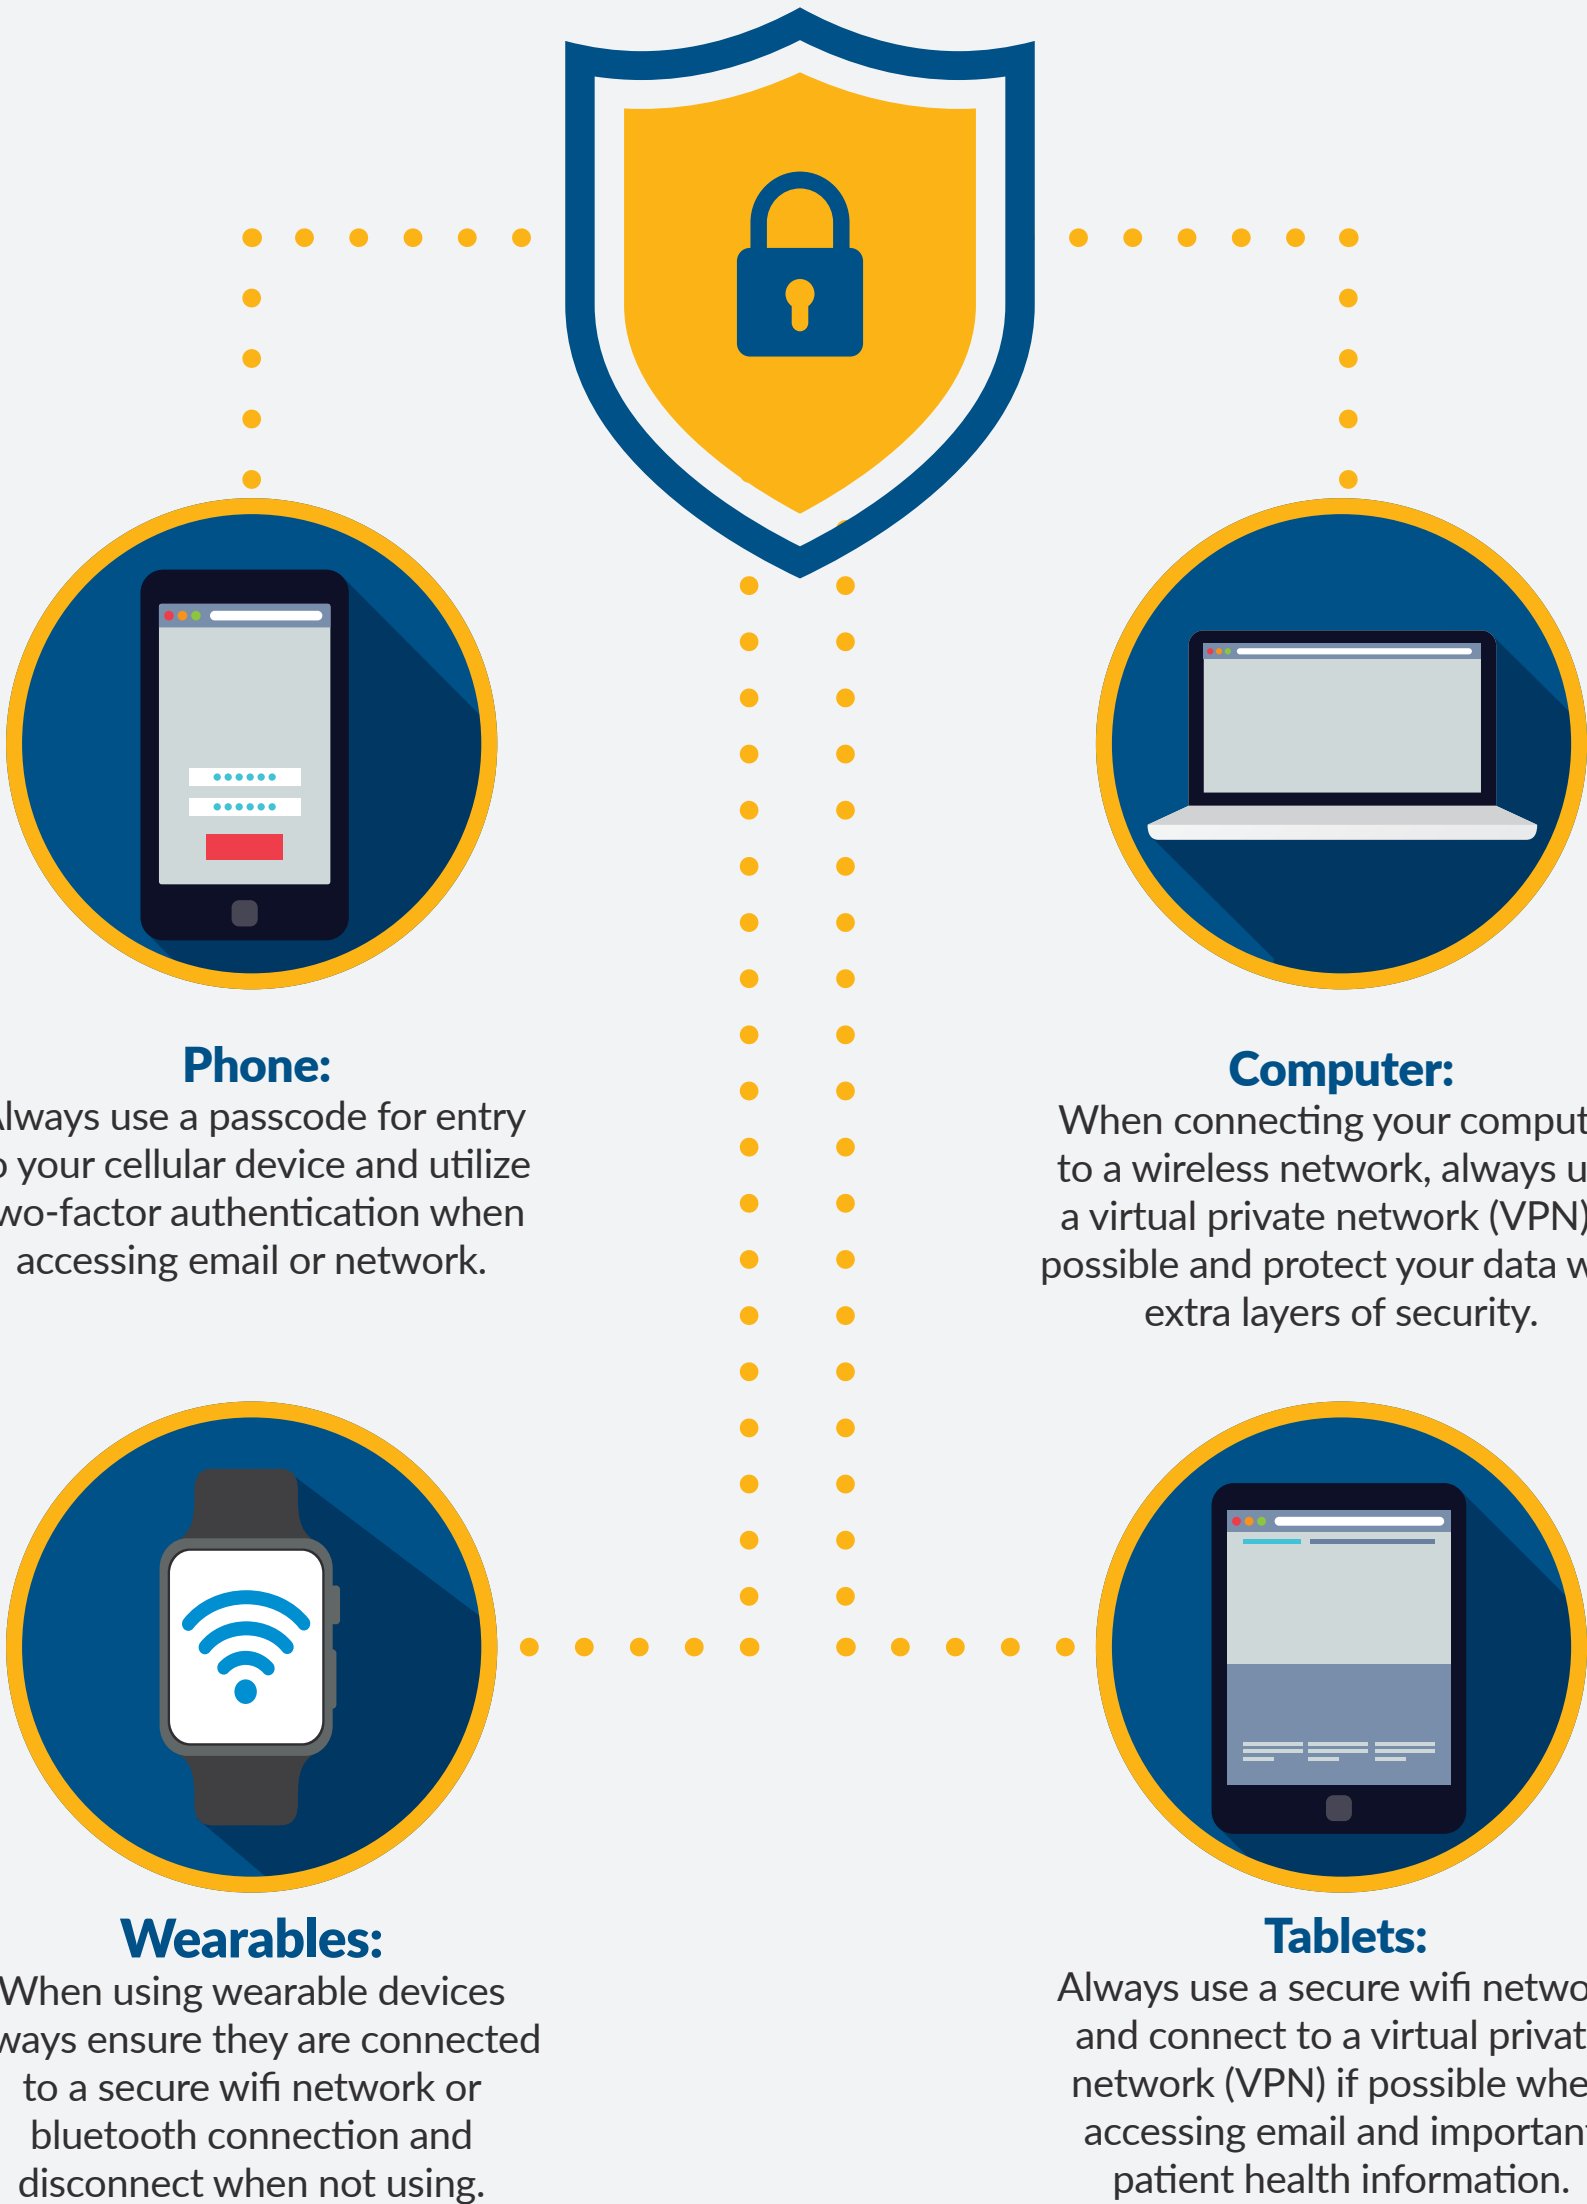 Phone:
Always use a passcode for entry
to your cellular device and utilize
two-factor authentication when
accessing email or network.
Computer:
When connecting your comput
to a wireless network, always u
a virtual private network (VPN)
possible and protect your data w
extra layers of security.
Wearables:
When using wearable devices
ways ensure they are connected
to a secure wifi network or
bluetooth connection and
disconnect when not using.
Tablets:
Always use a secure wifi netwo
and connect to a virtual privat
network (VPN) if possible whe
accessing email and important
patient health information.